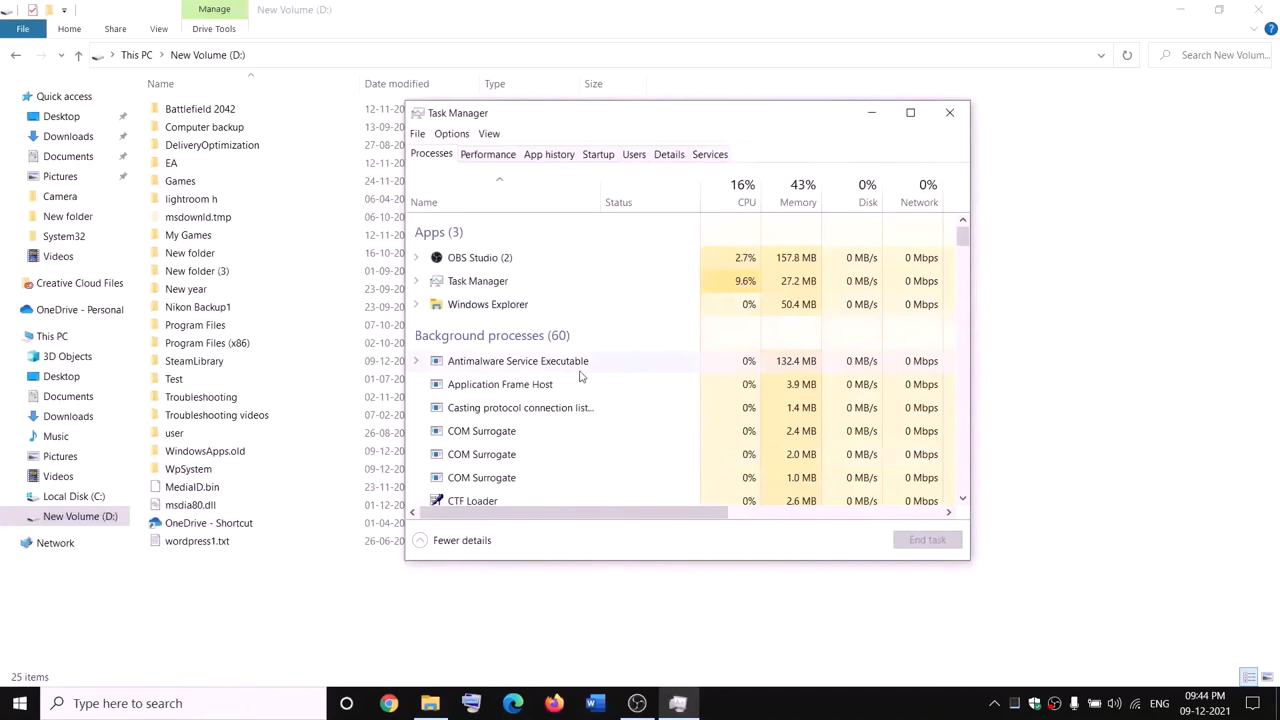 Manage
New Volume (D:)
File
Home
Share
View
Drive Tools
This PC
New Volume (D:)
Search New Volum...
Name
Date modified
Type
Size
Quick access
Desktop
Downloads
Documents
Pictures
Camera
New folder
System32
Videos
Creative Cloud Files
OneDrive - Personal
This PC
3D Objects
Desktop
Documents
Downloads
Music
Pictures
Videos
Local Disk (C:)
New Volume (D:)
Network
Battlefield 2042 12-11-20
Computer backup 13-09-20
DeliveryOptimization 27-08-20
EA 12-11-20
Games 24-11-20
lightroom h 06-04-20
msdownld.tmp 06-10-20
My Games 12-11-20
New folder 16-10-20
New folder (3) 01-09-20
New year 23-09-20
Nikon Backup1 23-09-20
Program Files 07-10-20
Program Files (x86) 07-10-20
SteamLibrary 09-12-20
Test 01-07-20
Troubleshooting 02-11-20
Troubleshooting videos 07-02-20
user 26-08-20
WindowsApps.old 09-12-20
WpSystem 09-12-20
MediaID.bin 23-11-20
msdia80.dll 01-12-20
OneDrive - Shortcut 01-04-20
wordpress1.txt 26-06-20
Task Manager
File Options View
Processes Performance App history Startup Users Details Services
16% 43% 0% 0%
Name Status CPU Memory Disk Network
Apps (3)
OBS Studio (2) 2.7% 157.8 MB 0 MB/s 0 Mbps
Task Manager 9.6% 27.2 MB 0 MB/s 0 Mbps
Windows Explorer 0% 50.4 MB 0 MB/s 0 Mbps
Background processes (60)
Antimalware Service Executable 0% 132.4 MB 0 MB/s 0 Mbps
Application Frame Host 0% 3.9 MB 0 MB/s 0 Mbps
Casting protocol connection list... 0% 1.4 MB 0 MB/s 0 Mbps
COM Surrogate 0% 2.4 MB 0 MB/s 0 Mbps
COM Surrogate 0% 2.0 MB 0 MB/s 0 Mbps
COM Surrogate 0% 1.0 MB 0 MB/s 0 Mbps
CTF Loader 0% 2.6 MB 0 MB/s 0 Mbps
Fewer details
End task
25 items
Type here to search
ENG
09:44 PM
09-12-2021